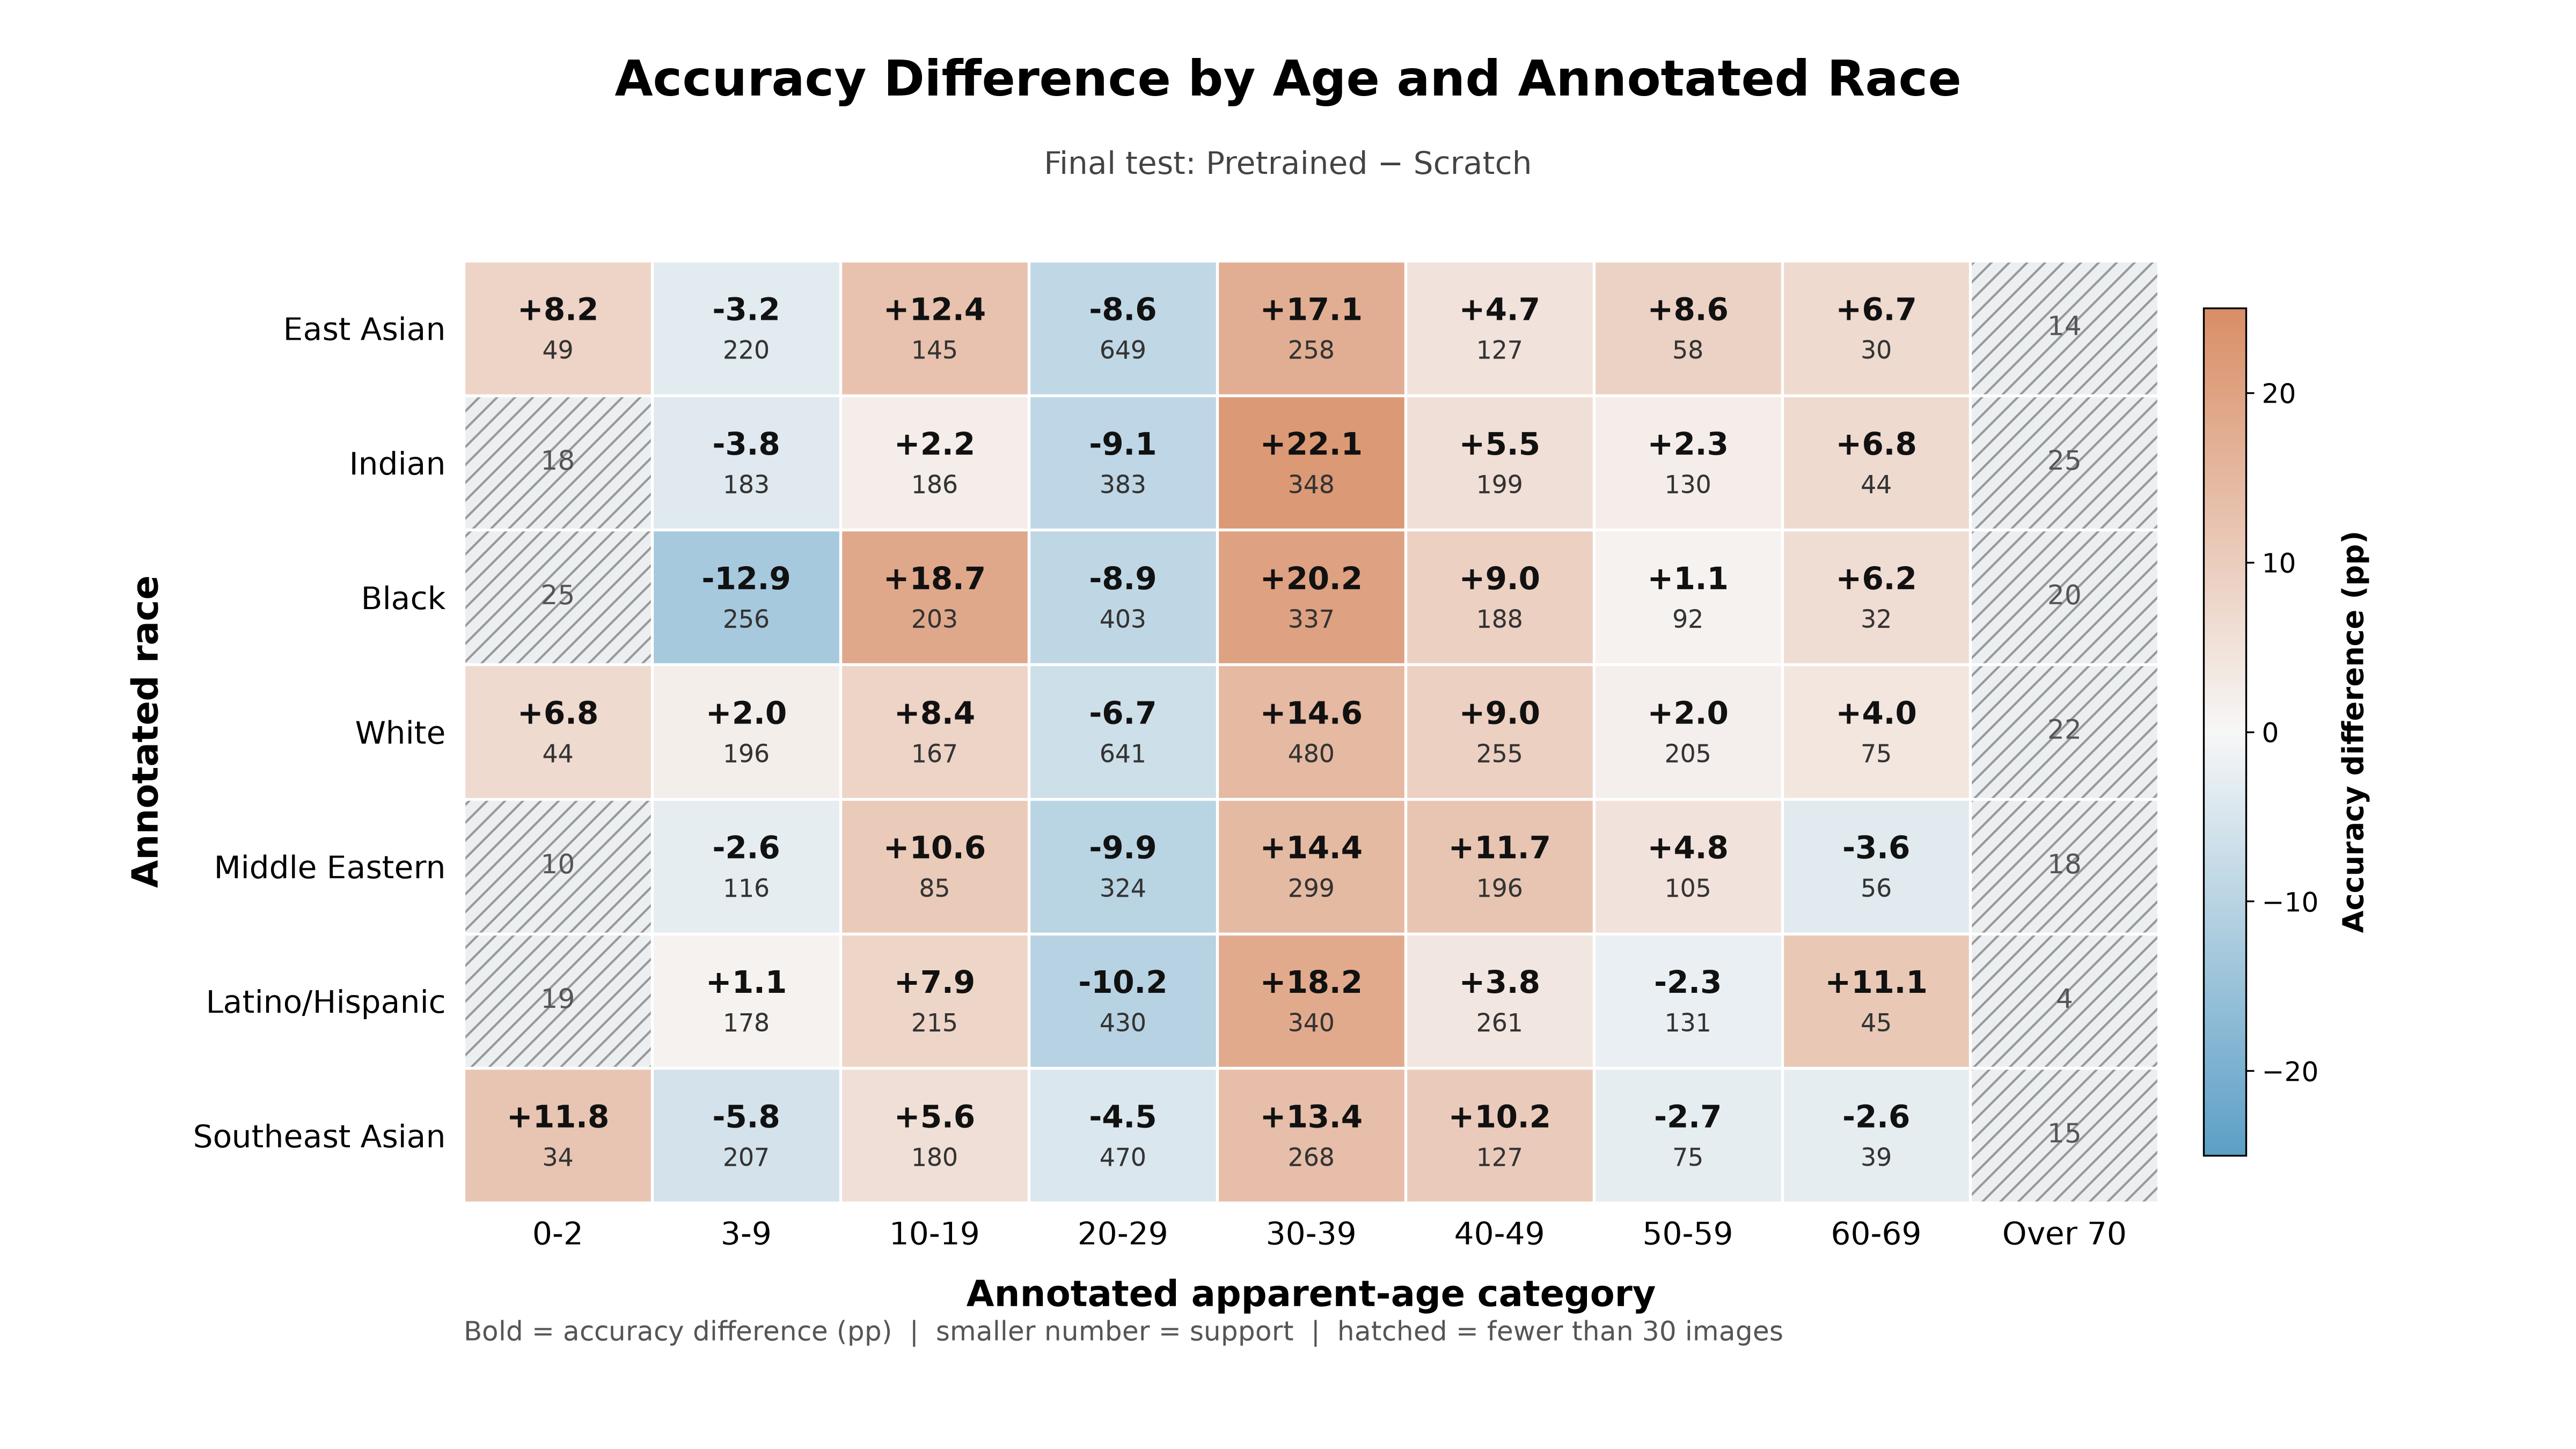 Accuracy Difference by Age and Annotated Race
Final test: Pretrained − Scratch
Annotated race
East Asian
+8.2 -3.2 +12.4 -8.6 +17.1 +4.7 +8.6 +6.7
49 220 145 649 258 127 58 30 14
Indian
-3.8 +2.2 -9.1 +22.1 +5.5 +2.3 +6.8
18 183 186 383 348 199 130 44 25
Black
-12.9 +18.7 -8.9 +20.2 +9.0 +1.1 +6.2
25 256 203 403 337 188 92 32 20
White
+6.8 +2.0 +8.4 -6.7 +14.6 +9.0 +2.0 +4.0
44 196 167 641 480 255 205 75 22
Middle Eastern
-2.6 +10.6 -9.9 +14.4 +11.7 +4.8 -3.6
10 116 85 324 299 196 105 56 18
Latino/Hispanic
+1.1 +7.9 -10.2 +18.2 +3.8 -2.3 +11.1
19 178 215 430 340 261 131 45 4
Southeast Asian
+11.8 -5.8 +5.6 -4.5 +13.4 +10.2 -2.7 -2.6
34 207 180 470 268 127 75 39 15
0-2 3-9 10-19 20-29 30-39 40-49 50-59 60-69 Over 70
Annotated apparent-age category
Bold = accuracy difference (pp) | smaller number = support | hatched = fewer than 30 images
20
10
0
−10
−20
Accuracy difference (pp)